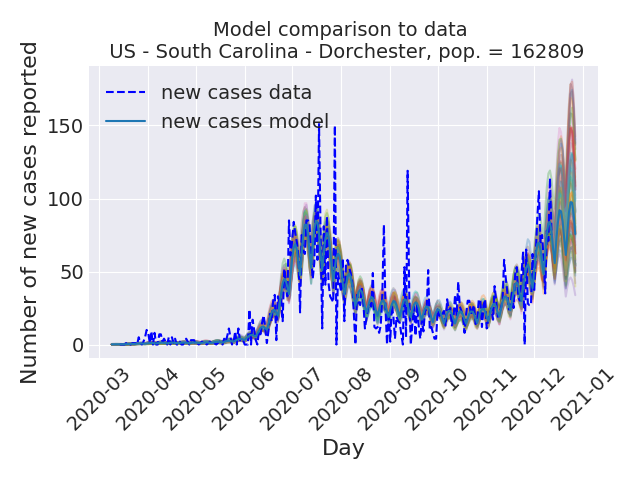 Model comparison to data
US - South Carolina - Dorchester, pop. = 162809
Number of new cases reported
150
100
50
0
new cases data
new cases model
2020-03
2020-04
2020-05
2020-06
2020-07
2020-08
2020-09
2020-10
2020-11
2020-12
2021-01
Day